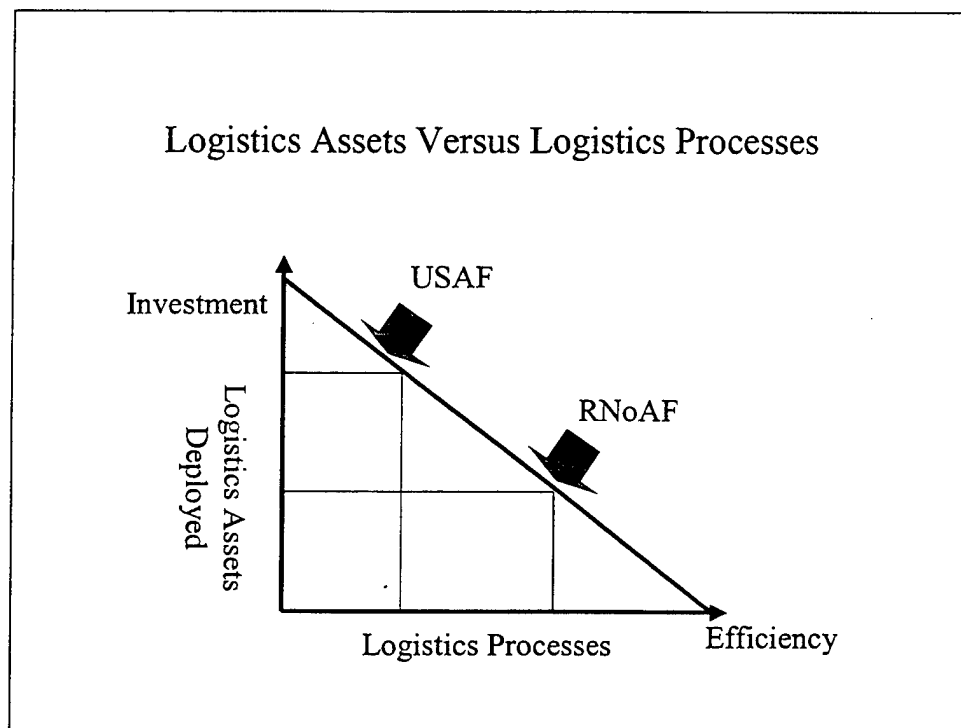 Logistics Assets Versus Logistics Processes
USAF
Investment
RNoAF
Logistics Assets
Deployed
Logistics Processes
Efficiency